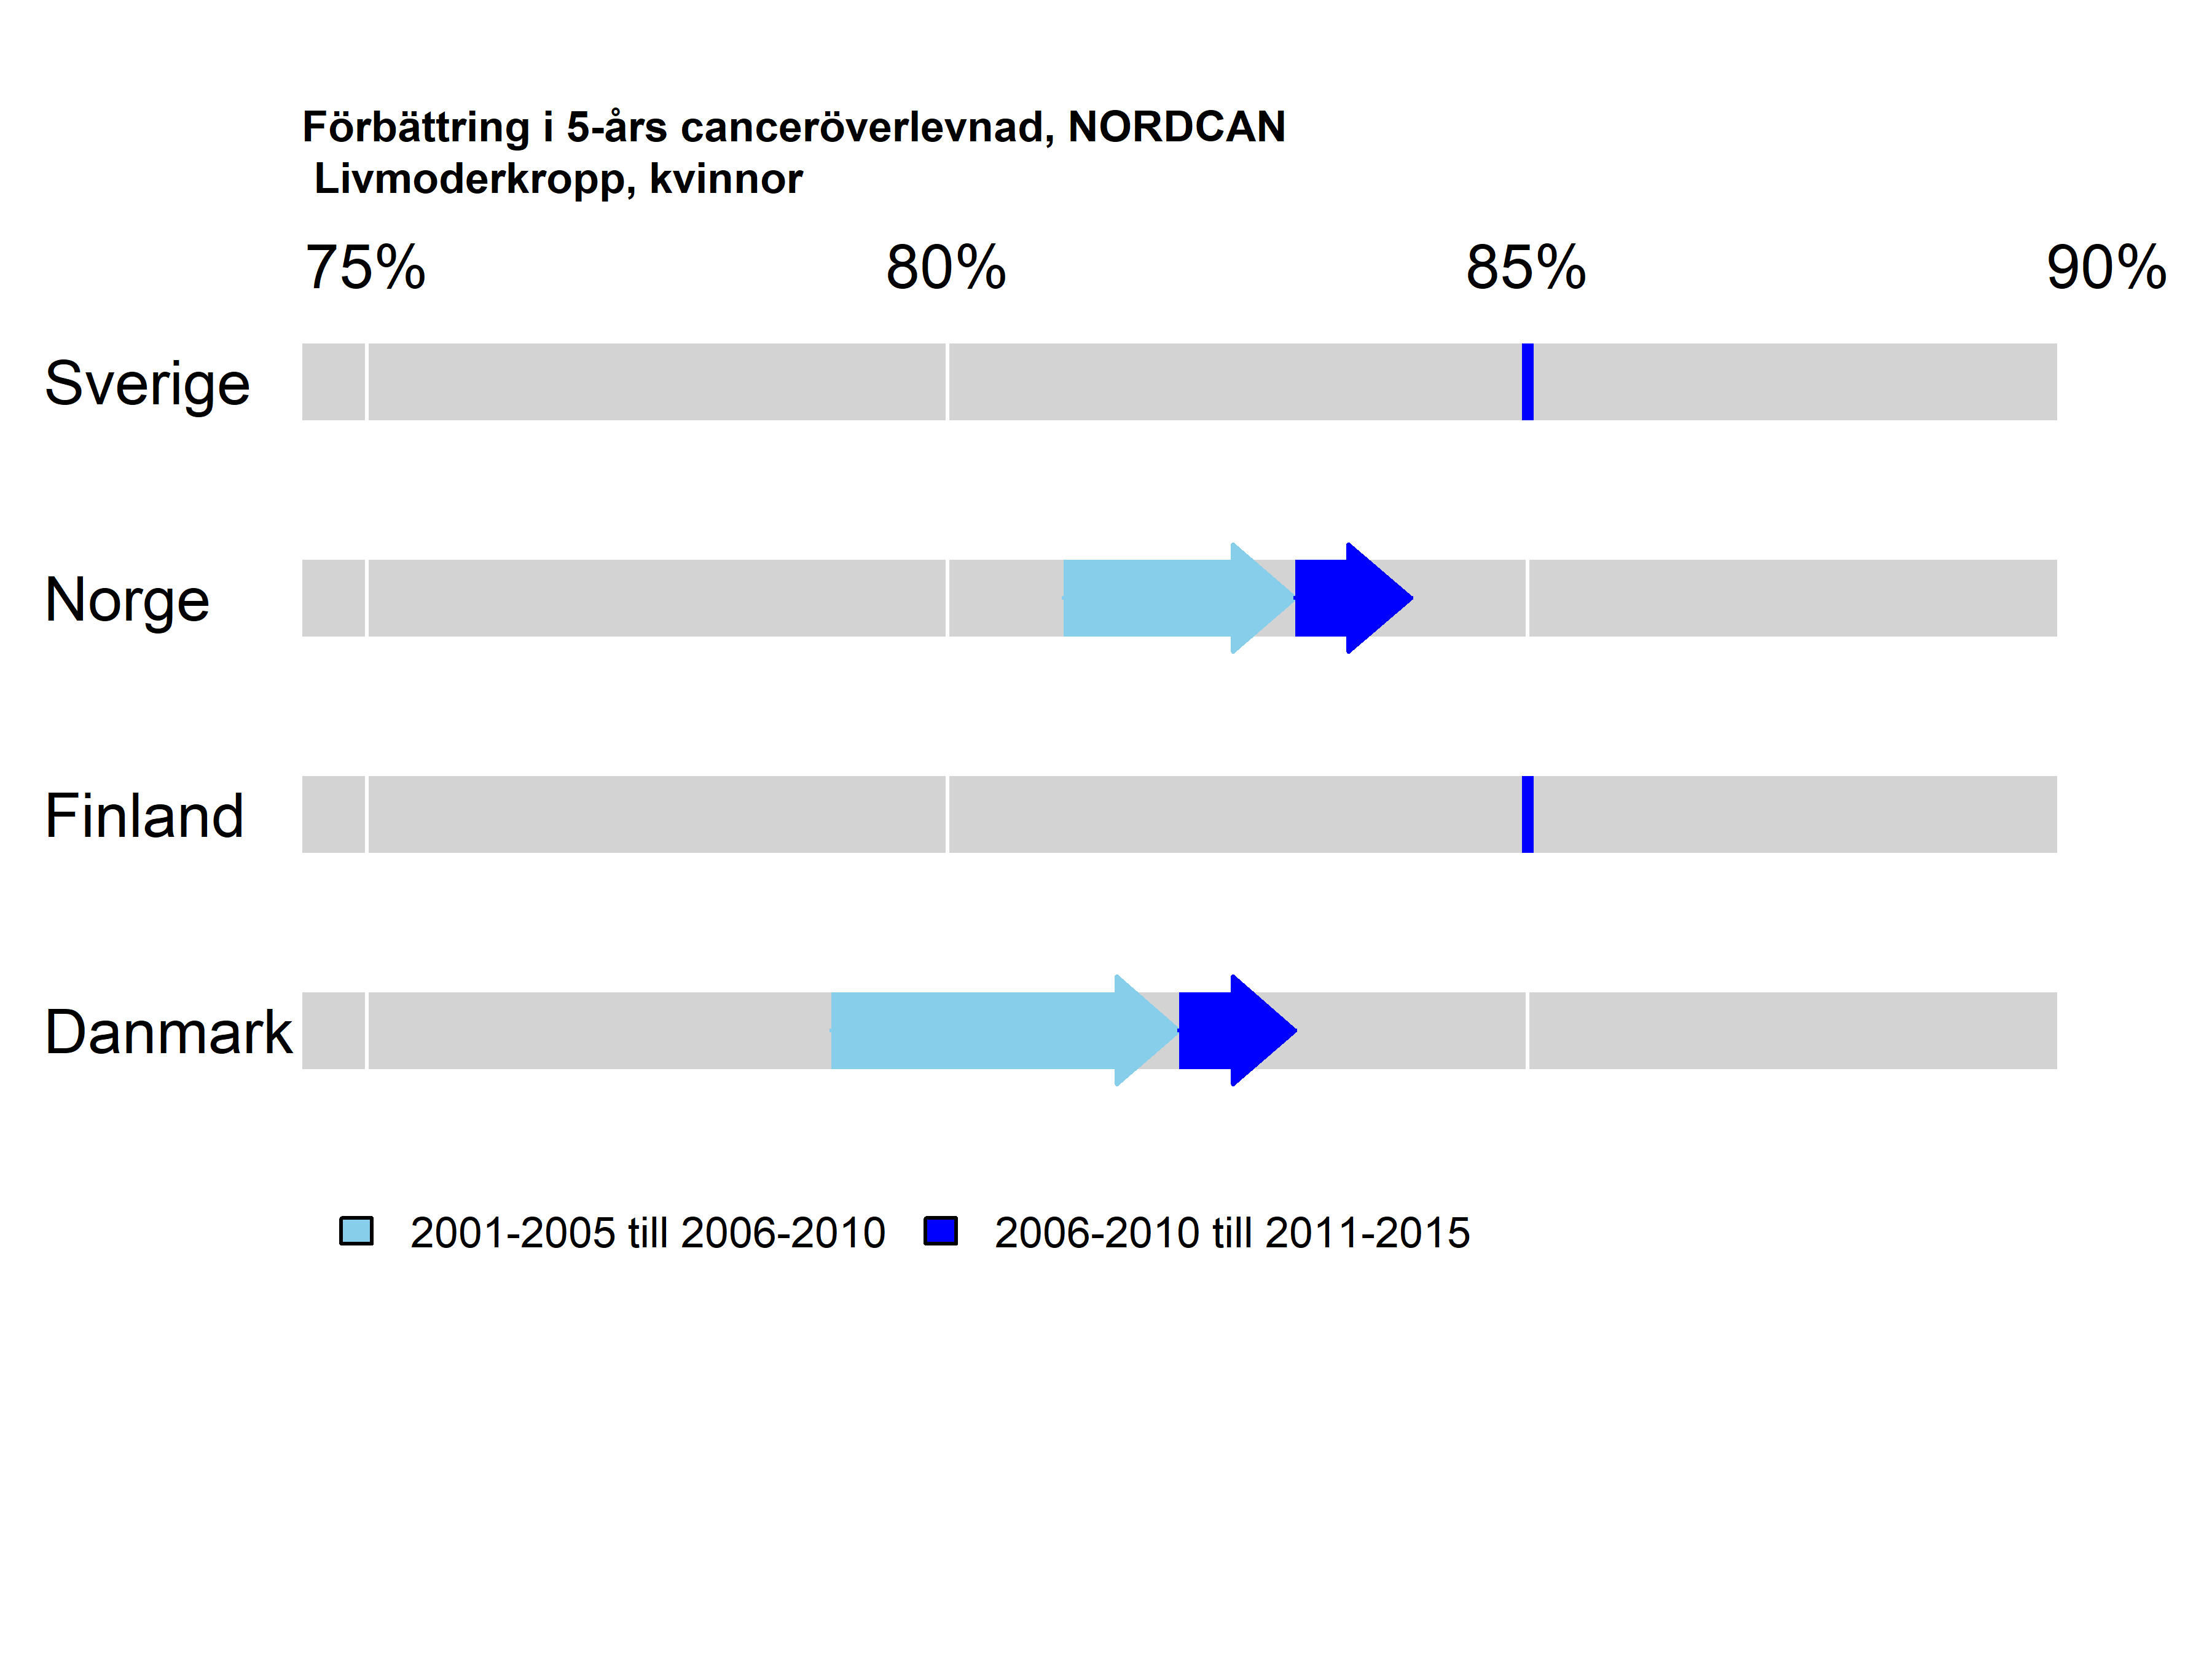 Förbättring i 5-års canceröverlevnad, NORDCAN
Livmoderkropp, kvinnor
75% 80% 85% 90%
Sverige
Norge
Finland
Danmark
2001-2005 till 2006-2010 2006-2010 till 2011-2015